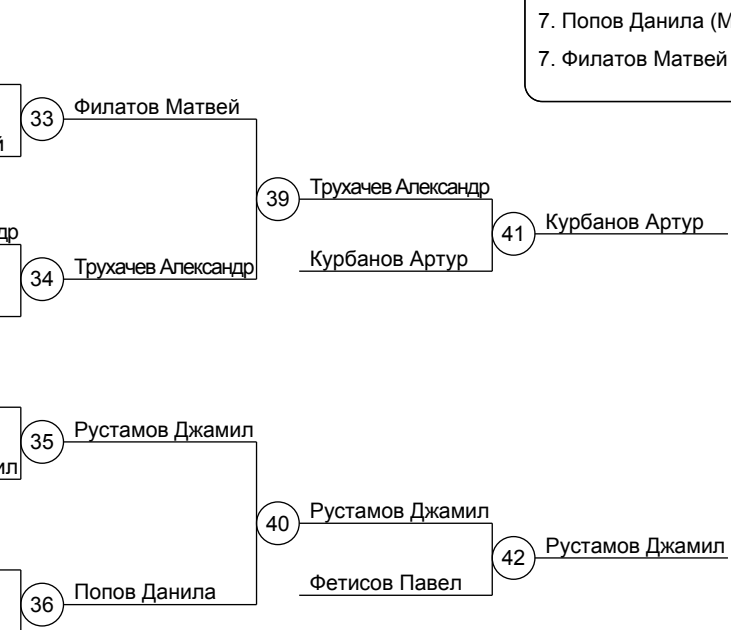 7. Попов Данила (М
7. Филатов Матвей
33 Филатов Матвей
39 Трухачев Александр
41 Курбанов Артур
Курбанов Артур
34 Трухачев Александр
35 Рустамов Джамил
40 Рустамов Джамил
42 Рустамов Джамил
Фетисов Павел
36 Попов Данила